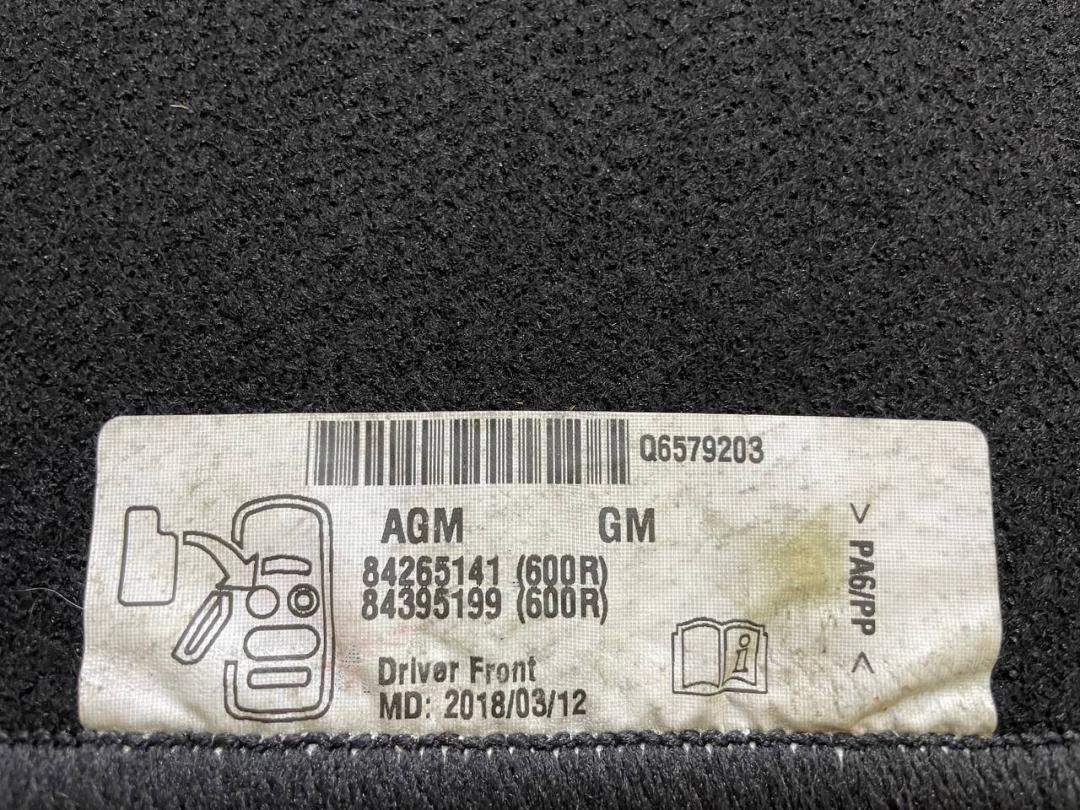 Q6579203
AGM GM
84265141 (600R)
84395199 (600R)
Driver Front
MD: 2018/03/12
> PA6/PP <
i